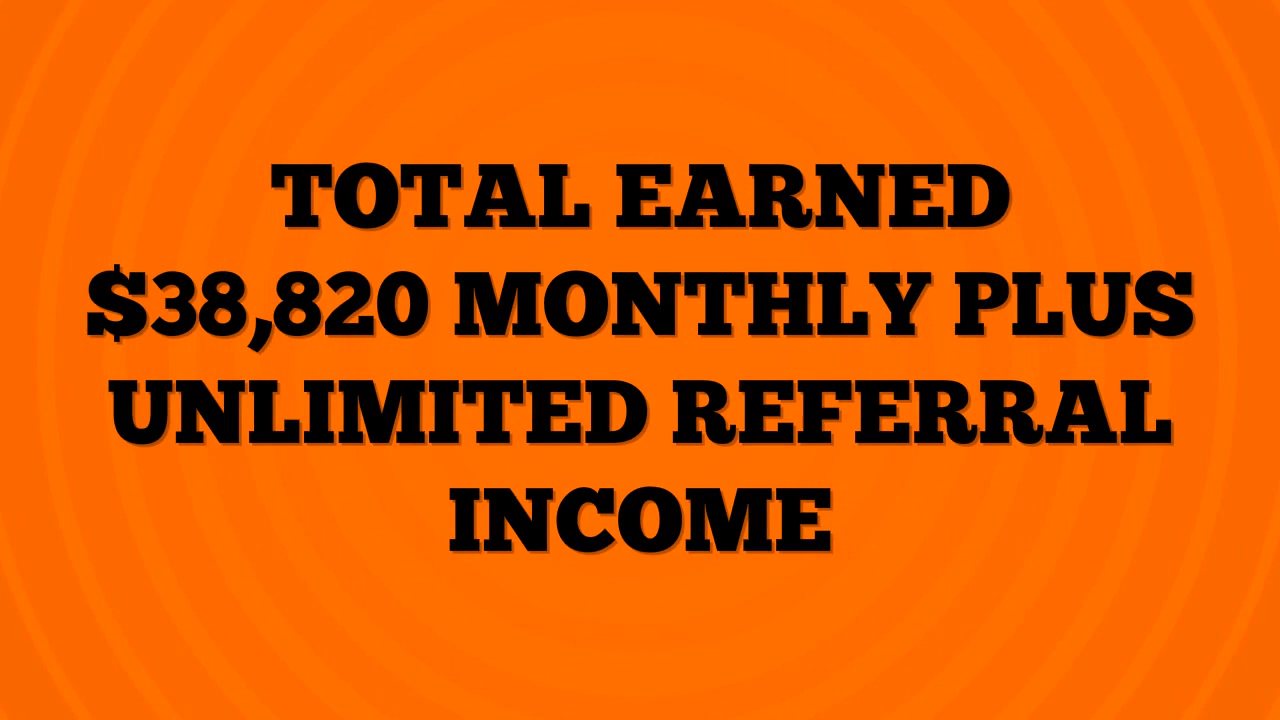 TOTAL EARNED
$38,820 MONTHLY PLUS
UNLIMITED REFERRAL
INCOME